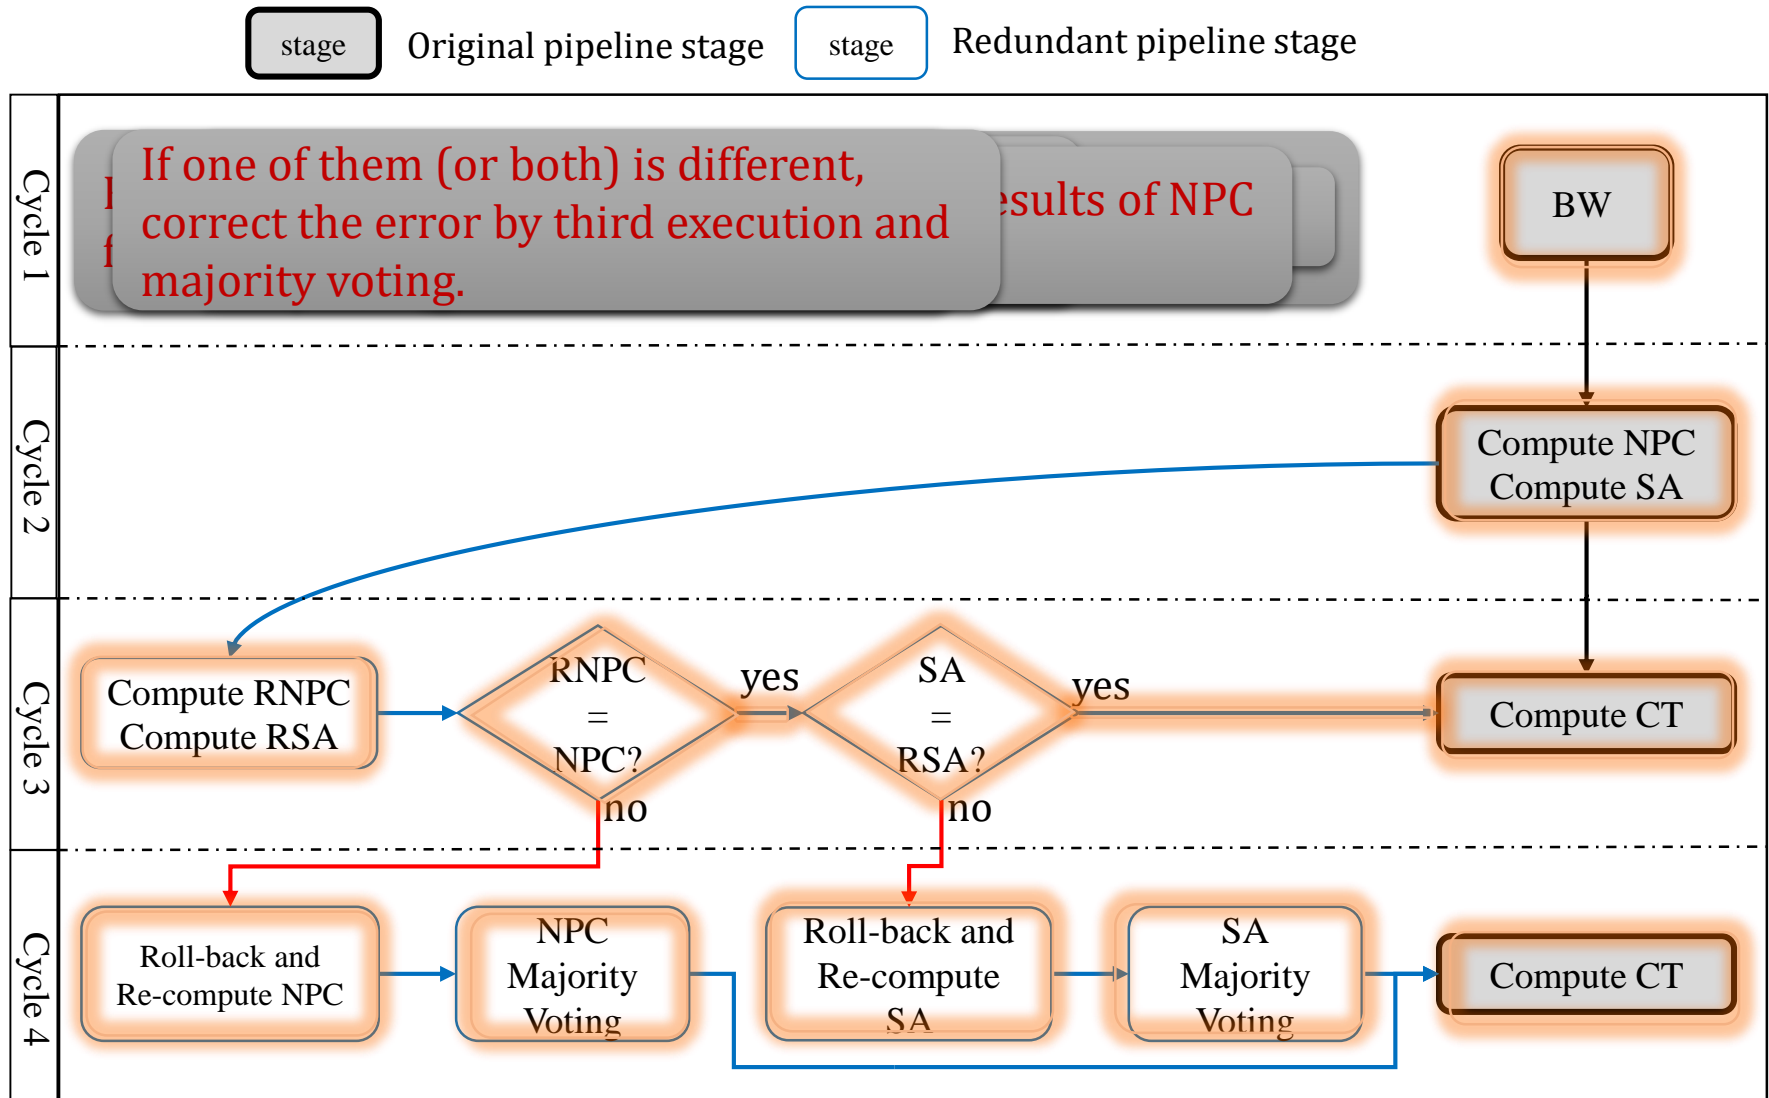 stage
Original pipeline stage
stage
Redundant pipeline stage
Cycle 1
If one of them (or both) is different,
correct the error by third execution and
majority voting.
esults of NPC
BW
Cycle 2
Compute NPC
Compute SA
Cycle 3
Compute RNPC
Compute RSA
RNPC
=
NPC?
yes
no
SA
=
RSA?
yes
no
Compute CT
Cycle 4
Roll-back and
Re-compute NPC
NPC
Majority
Voting
Roll-back and
Re-compute
SA
SA
Majority
Voting
Compute CT